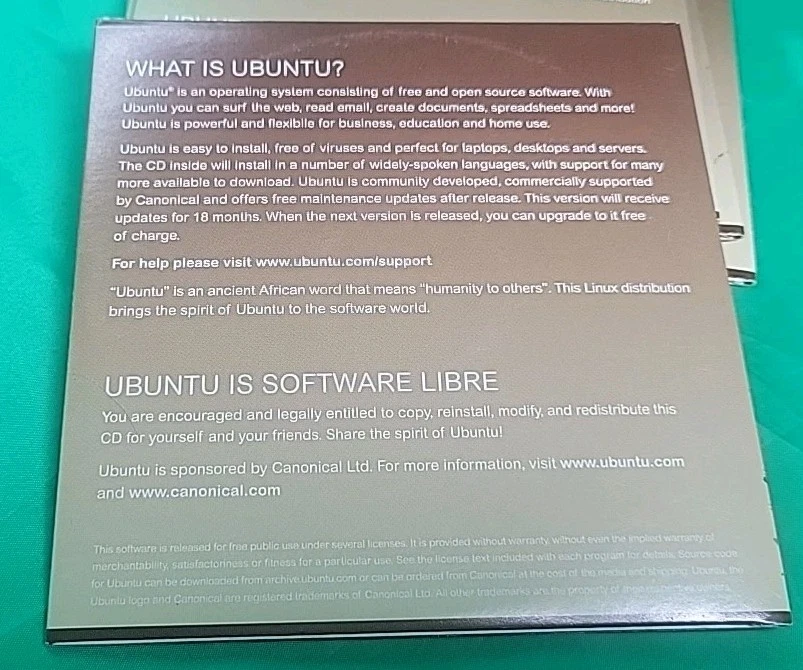 WHAT IS UBUNTU?
Ubuntu® is an operating system consisting of free and open source software. With
Ubuntu you can surf the web, read email, create documents, spreadsheets and more!
Ubuntu is powerful and flexible for business, education and home use.
Ubuntu is easy to install, free of viruses and perfect for laptops, desktops and servers.
The CD inside will install in a number of widely-spoken languages, with support for many
more available to download. Ubuntu is community developed, commercially supported
by Canonical and offers free maintenance updates after release. This version will receive
updates for 18 months. When the next version is released, you can upgrade to it free
of charge.
For help please visit www.ubuntu.com/support
"Ubuntu" is an ancient African word that means "humanity to others". This Linux distribution
brings the spirit of Ubuntu to the software world.
UBUNTU IS SOFTWARE LIBRE
You are encouraged and legally entitled to copy, reinstall, modify, and redistribute this
CD for yourself and your friends. Share the spirit of Ubuntu!
Ubuntu is sponsored by Canonical Ltd. For more information, visit www.ubuntu.com
and www.canonical.com
This software is released for free public use under several licenses. It is provided without warranty, without even the implied warranty of
merchantability, satisfactoriness or fitness for a particular use. See the license text included with each program for details. Source code
for Ubuntu can be downloaded from archive.ubuntu.com or can be ordered from Canonical at the cost of the media and shipping. Ubuntu, the
Ubuntu logo and Canonical are registered trademarks of Canonical Ltd. All other trademarks are the property of their respective owners.